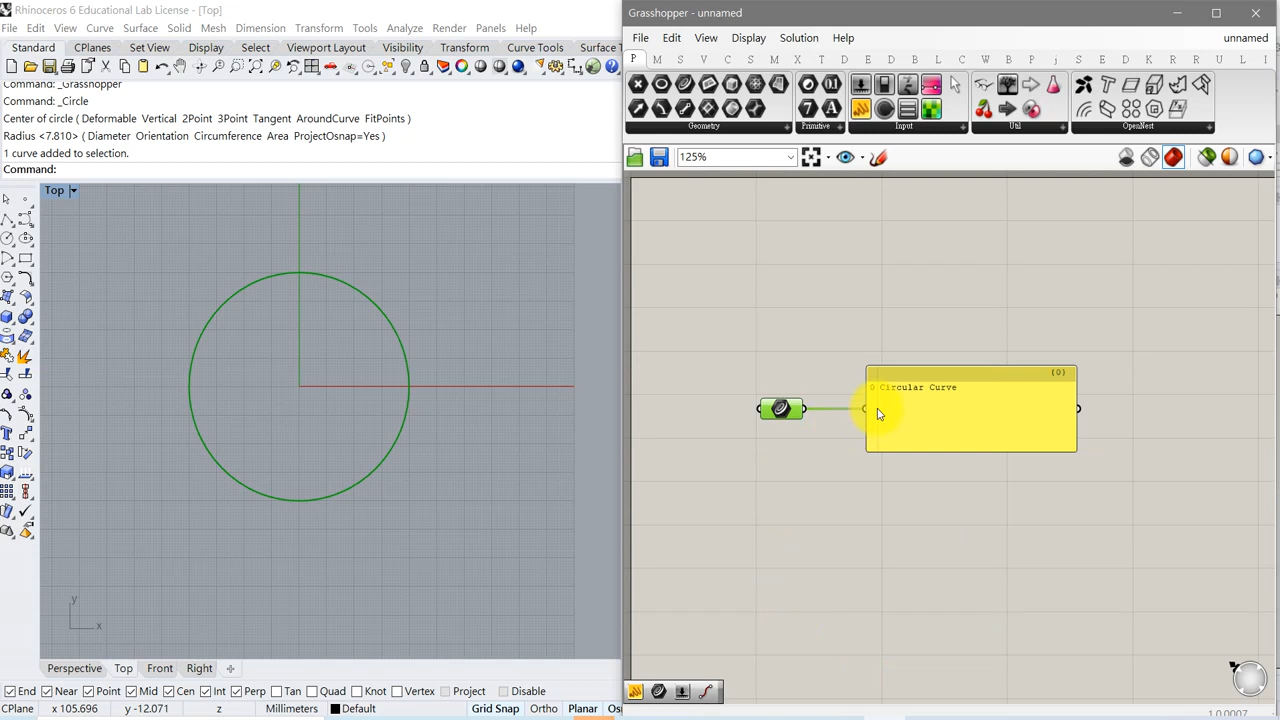 Rhinoceros 6 Educational Lab License - [Top]
File Edit View Curve Surface Solid Mesh Dimension Transform Tools Analyze Render Panels Help
Standard CPlanes Set View Display Select Viewport Layout Visibility Transform Curve Tools Surface T
Command: _Grasshopper
Command: _Circle
Center of circle ( Deformable Vertical 2Point 3Point Tangent AroundCurve FitPoints )
Radius <7.810> ( Diameter Orientation Circumference Area ProjectOsnap=Yes )
1 curve added to selection.
Command:
Top
y
x
Perspective Top Front Right
End Near Point Mid Cen Int Perp Tan Quad Knot Vertex Project Disable
CPlane x 105.696 y -12.071 z Millimeters Default Grid Snap Ortho Planar Os
Grasshopper - unnamed
File Edit View Display Solution Help unnamed
P M S V C S M I X T H F E D B L C E D P j S K M E D A P L T S L U L I
Geometry Primitive Input Util OpenNest
125%
{0}
0 Circular Curve
1.0.0007